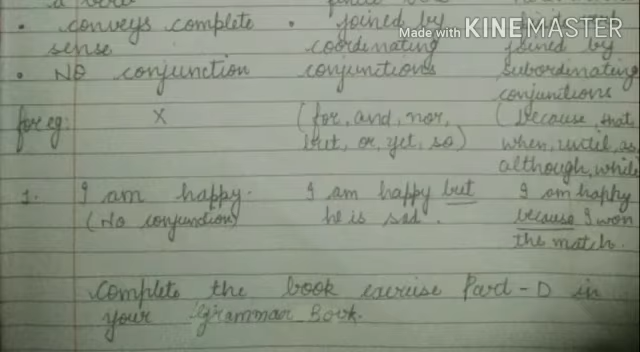 Made with KINEMASTER
a verb
• conveys complete
sense
• NO conjunction
• joined by
coordinating
conjunctions
joined by
subordinating
conjunctions
for eg:
X
(for, and, nor,
but, or, yet, so)
(because, that,
when, until, as,
although, while
1. I am happy.
(No conjunction)
I am happy but
he is sad.
I am happy
because I won
the match.
Complete the book exercise Part-D in
your Grammar Book.